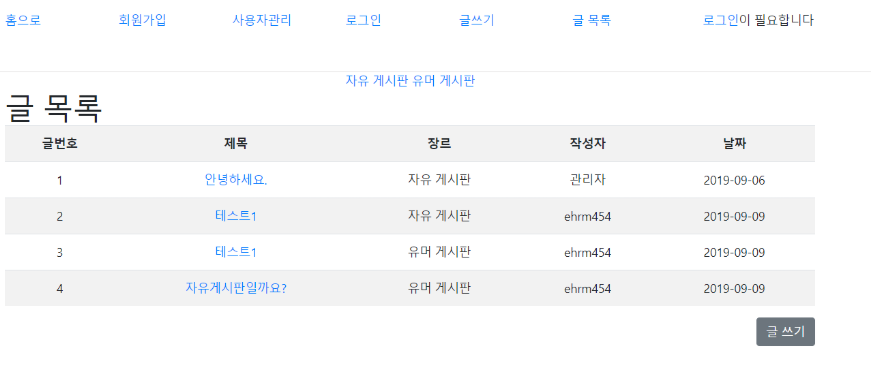 홈으로 회원가입 사용자관리 로그인 글쓰기 글 목록 로그인이 필요합니다
자유 게시판 유머 게시판
글 목록
글번호 제목 장르 작성자 날짜
1 안녕하세요. 자유 게시판 관리자 2019-09-06
2 테스트1 자유 게시판 ehrm454 2019-09-09
3 테스트1 유머 게시판 ehrm454 2019-09-09
4 자유게시판일까요? 유머 게시판 ehrm454 2019-09-09
글 쓰기